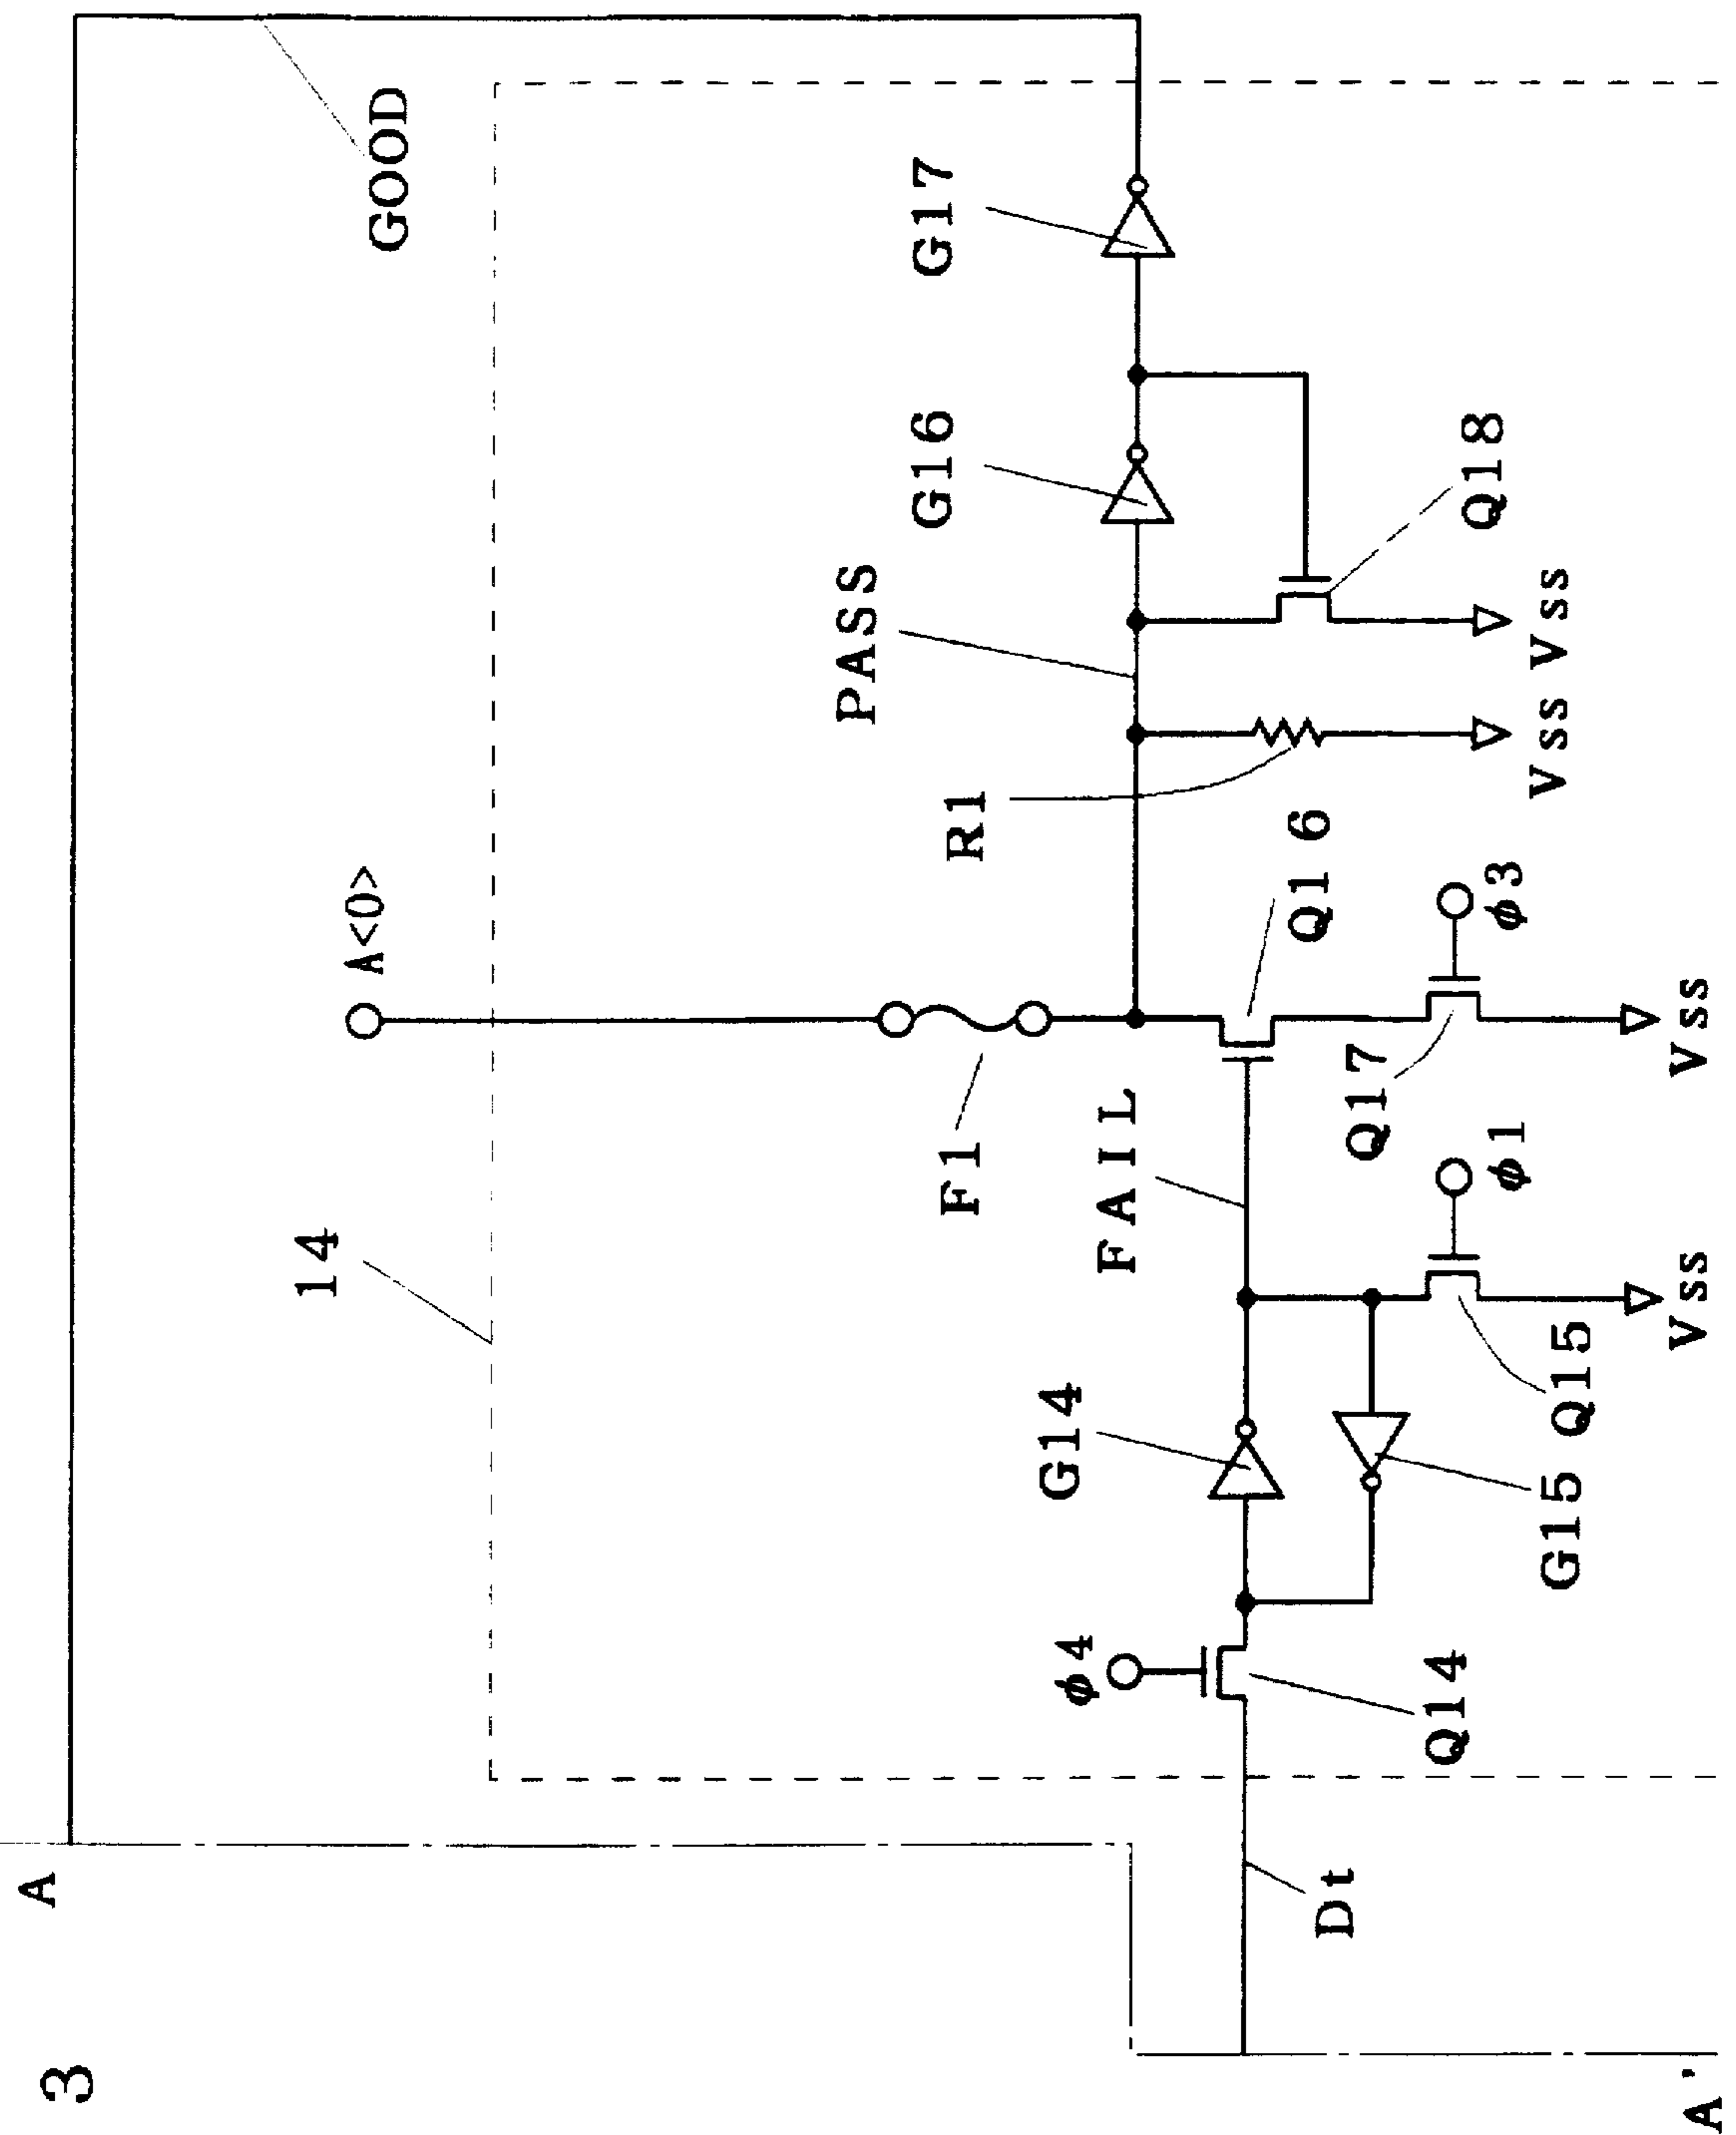 3
A
GOOD
14
A<0>
F1
PASS
G16
G17
R1
FAIL
G14
φ4
Q14
Dt
G15
Q15
φ1
Q17
φ3
Q16
Q18
Vss
Vss
Vss
Vss
A'